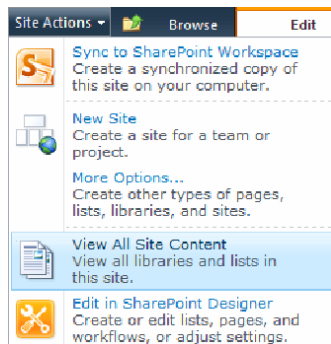 Site Actions Browse Edit
Sync to SharePoint Workspace
Create a synchronized copy of
this site on your computer.
New Site
Create a site for a team or
project.
More Options...
Create other types of pages,
lists, libraries, and sites.
View All Site Content
View all libraries and lists in
this site.
Edit in SharePoint Designer
Create or edit lists, pages, and
workflows, or adjust settings.